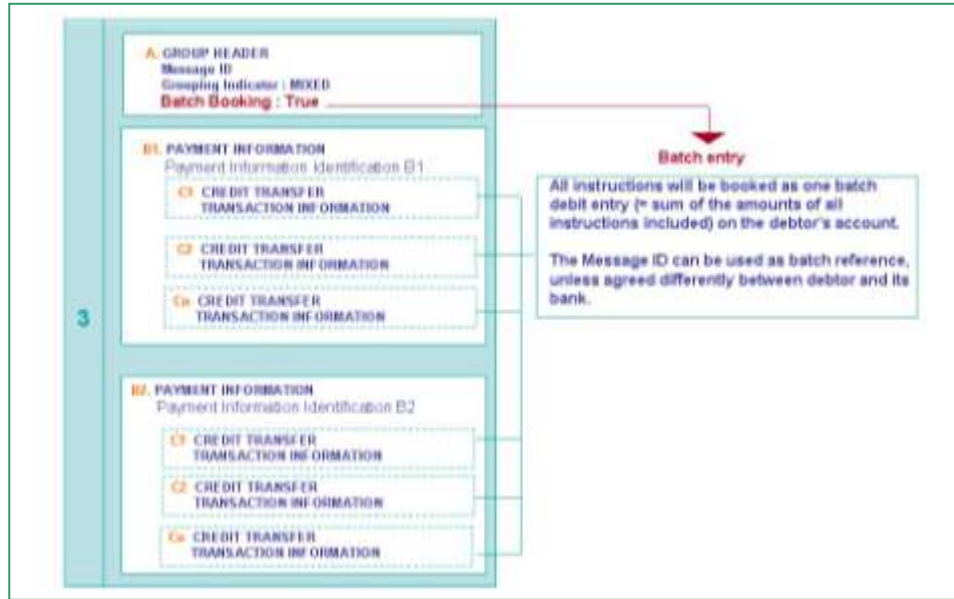 3
A. GROUP HEADER
Message ID
Grouping Indicator : MIXED
Batch Booking : True
B1. PAYMENT INFORMATION
Payment Information Identification B1
C1 CREDIT TRANSFER
TRANSACTION INFORMATION
C2 CREDIT TRANSFER
TRANSACTION INFORMATION
Cn CREDIT TRANSFER
TRANSACTION INFORMATION
B2. PAYMENT INFORMATION
Payment Information Identification B2
C1 CREDIT TRANSFER
TRANSACTION INFORMATION
C2 CREDIT TRANSFER
TRANSACTION INFORMATION
Cn CREDIT TRANSFER
TRANSACTION INFORMATION
Batch entry
All instructions will be booked as one batch
debit entry (= sum of the amounts of all
instructions included) on the debtor's account.
The Message ID can be used as batch reference,
unless agreed differently between debtor and its
bank.